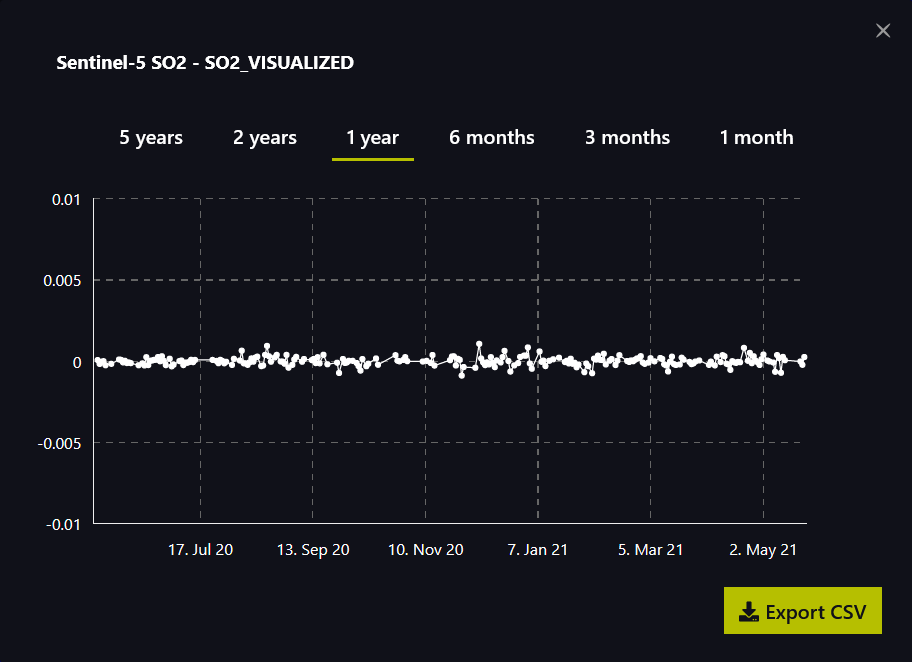 Sentinel-5 SO2 - SO2_VISUALIZED
5 years 2 years 1 year 6 months 3 months 1 month
0.01
0.005
0
-0.005
-0.01
17. Jul 20 13. Sep 20 10. Nov 20 7. Jan 21 5. Mar 21 2. May 21
Export CSV